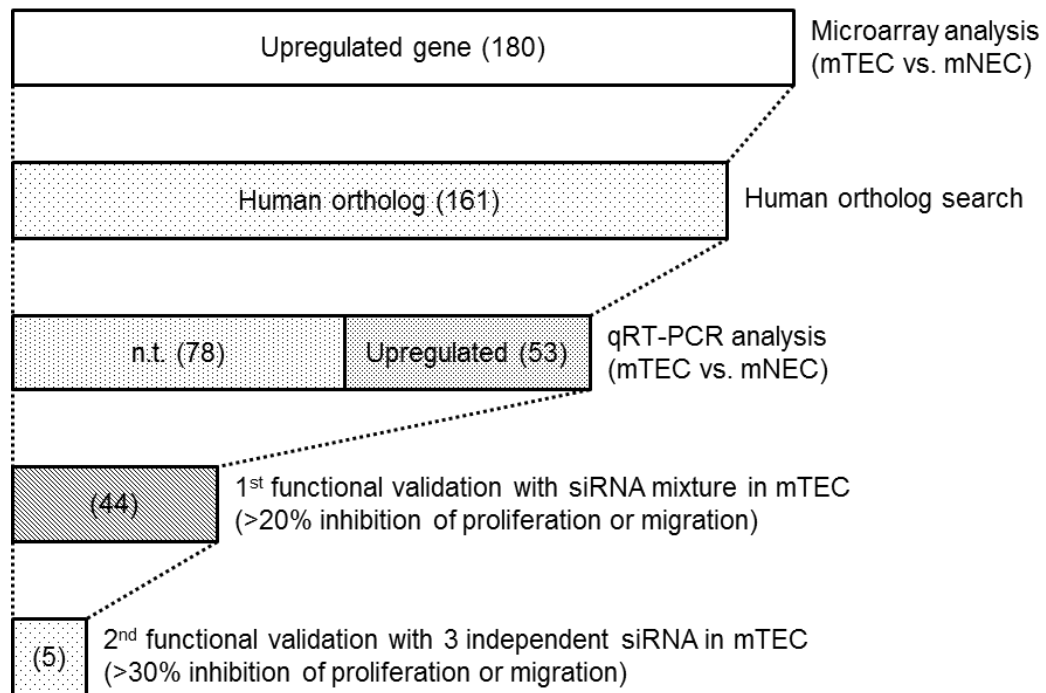 Upregulated gene (180)
Microarray analysis
(mTEC vs. mNEC)
Human ortholog (161)
Human ortholog search
n.t. (78)
Upregulated (53)
qRT-PCR analysis
(mTEC vs. mNEC)
(44)
1st functional validation with siRNA mixture in mTEC
(>20% inhibition of proliferation or migration)
(5)
2nd functional validation with 3 independent siRNA in mTEC
(>30% inhibition of proliferation or migration)